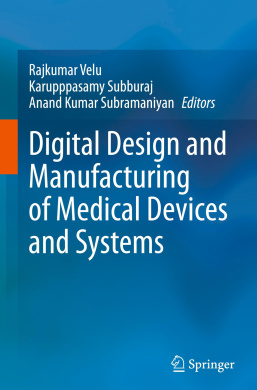 Rajkumar Velu
Karupppasamy Subburaj
Anand Kumar Subramaniyan Editors
Digital Design and
Manufacturing
of Medical Devices
and Systems
Springer